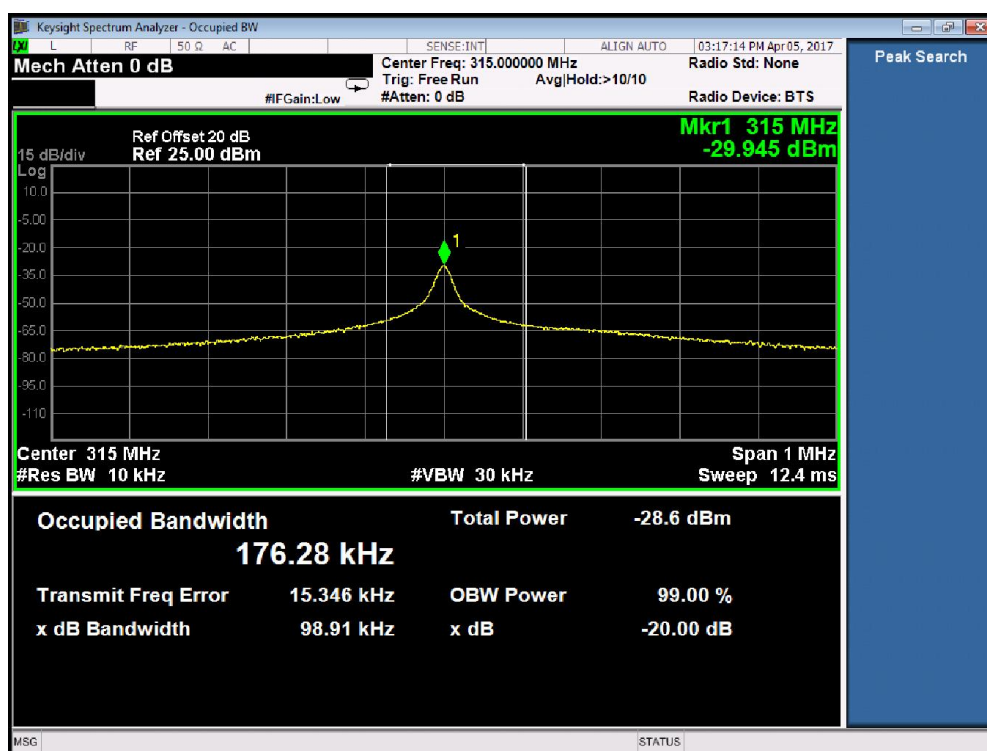 Keysight Spectrum Analyzer - Occupied BW
LXI L RF 50 Ω AC SENSE:INT ALIGN AUTO 03:17:14 PM Apr 05, 2017
Mech Atten 0 dB
Center Freq: 315.000000 MHz Radio Std: None
Trig: Free Run Avg|Hold:>10/10
#IFGain:Low #Atten: 0 dB Radio Device: BTS
Peak Search
Mkr1 315 MHz
-29.945 dBm
Ref Offset 20 dB
15 dB/div Ref 25.00 dBm
Log
10.0
-5.00
-20.0
1
-35.0
-50.0
-65.0
-80.0
-95.0
-110
Center 315 MHz Span 1 MHz
#Res BW 10 kHz #VBW 30 kHz Sweep 12.4 ms
Occupied Bandwidth Total Power -28.6 dBm
176.28 kHz
Transmit Freq Error 15.346 kHz OBW Power 99.00 %
x dB Bandwidth 98.91 kHz x dB -20.00 dB
MSG STATUS